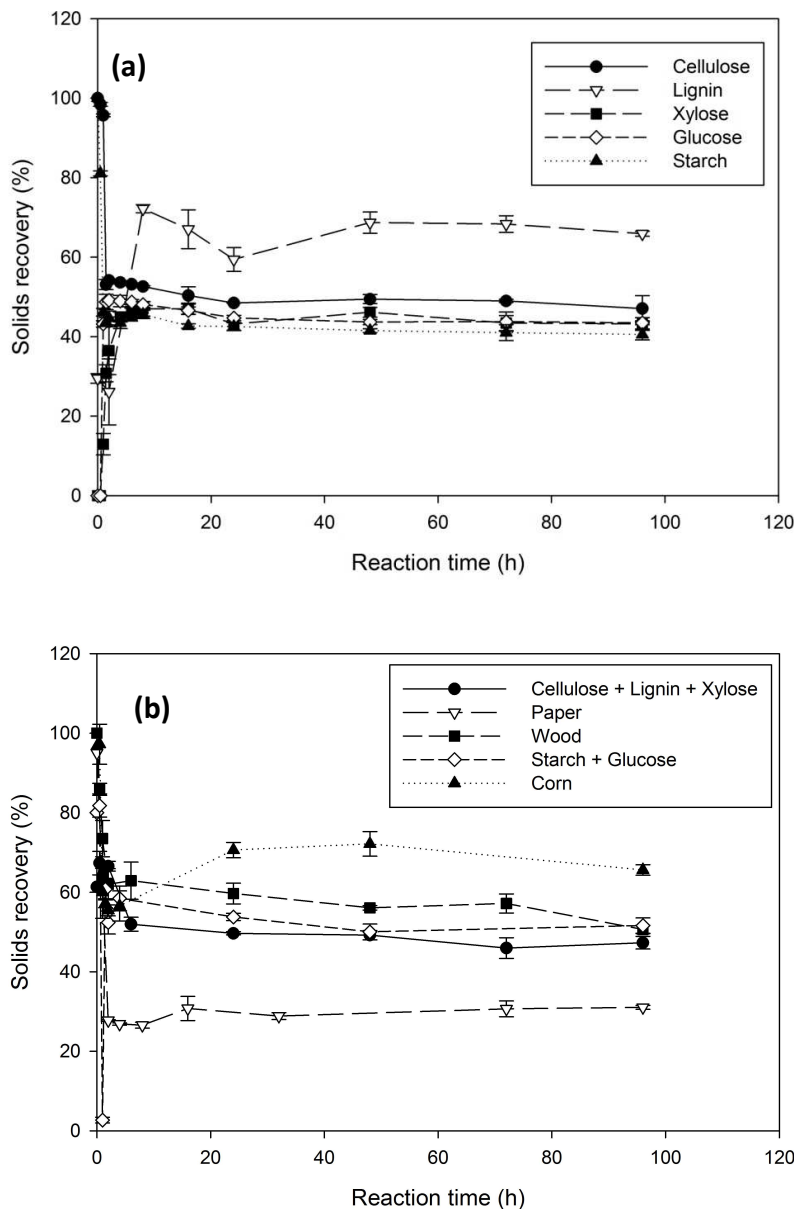 (a)
Cellulose
Lignin
Xylose
Glucose
Starch
Solids recovery (%)
120
100
80
60
40
20
0
0 20 40 60 80 100 120
Reaction time (h)
(b)
Cellulose + Lignin + Xylose
Paper
Wood
Starch + Glucose
Corn
Solids recovery (%)
120
100
80
60
40
20
0
0 20 40 60 80 100 120
Reaction time (h)